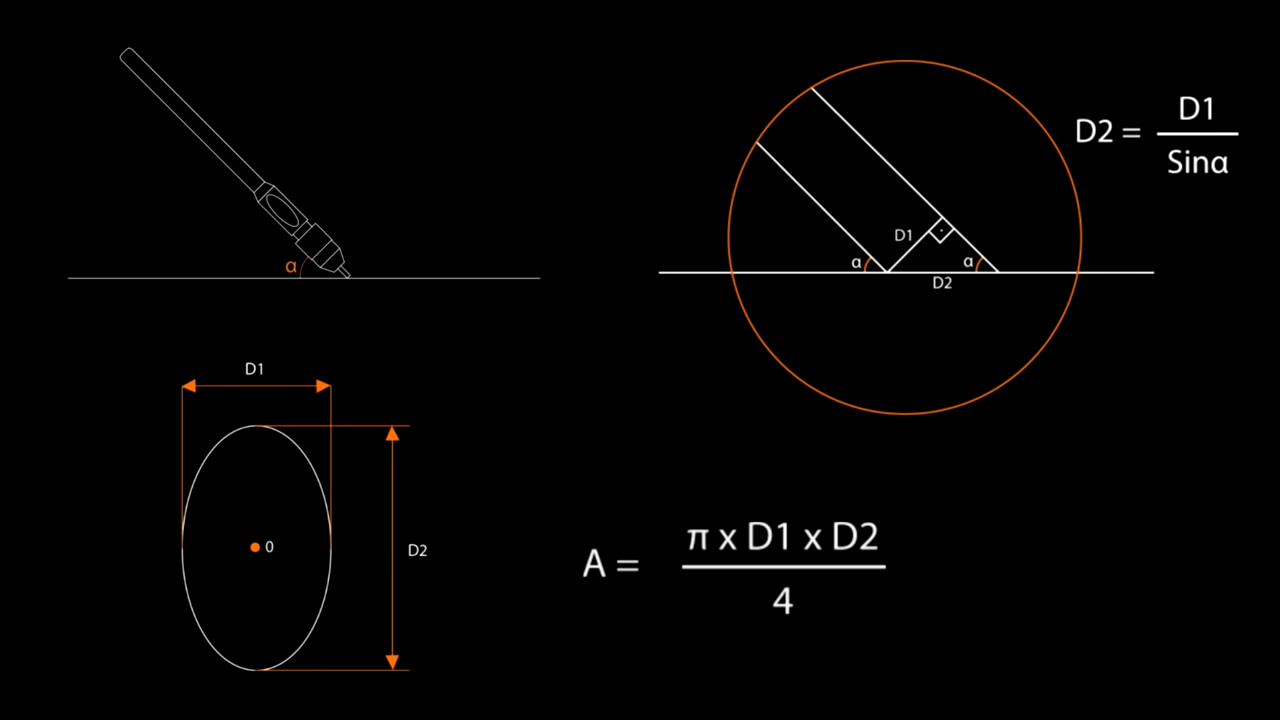 α
D2 = D1
Sinα
D1
α
α
D2
D1
0
D2
A = π x D1 x D2
4